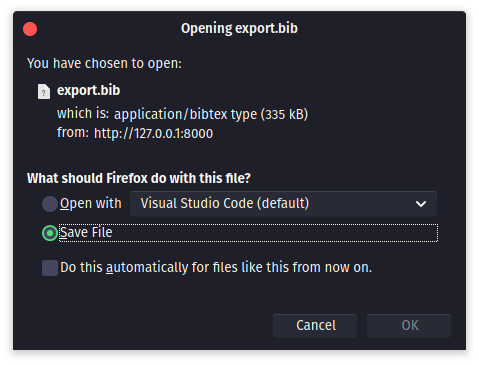 Opening export.bib
You have chosen to open:
export.bib
which is: application/bibtex type (335 kB)
from: http://127.0.0.1:8000
What should Firefox do with this file?
Open with Visual Studio Code (default)
Save File
Do this automatically for files like this from now on.
Cancel OK